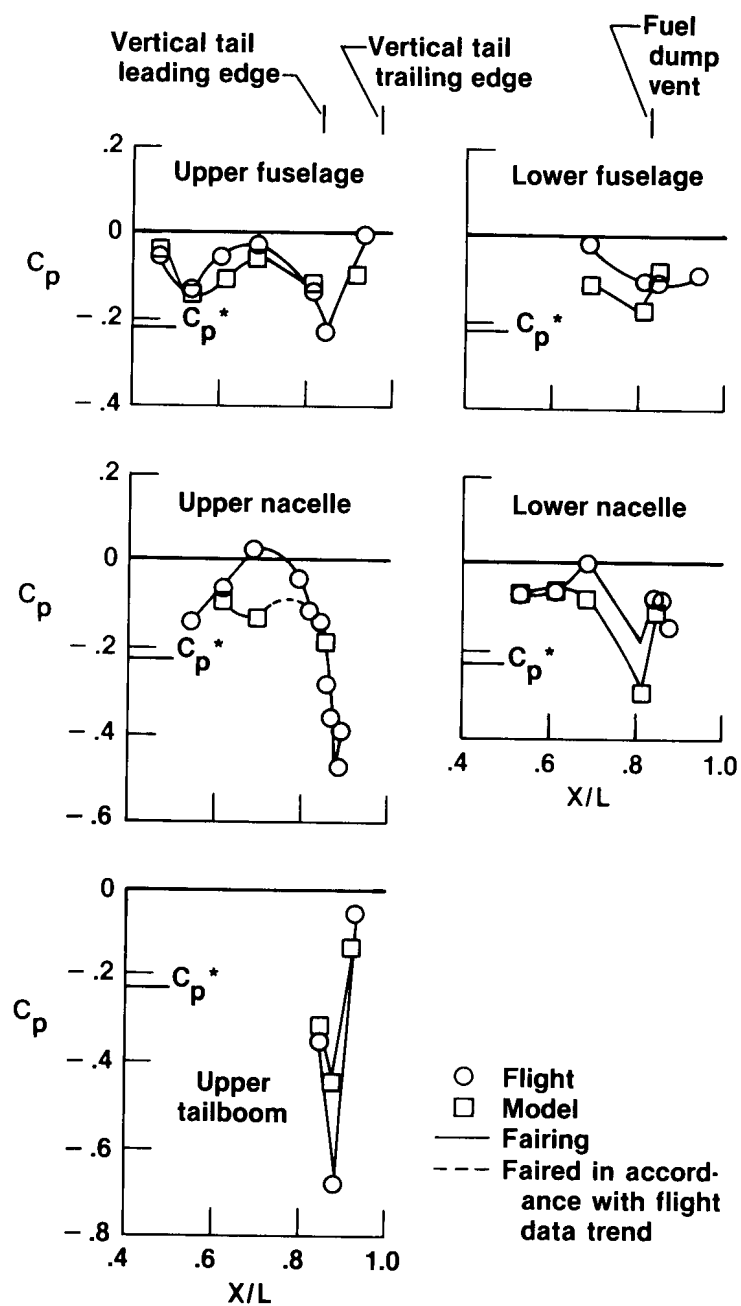 Vertical tail
leading edge
Vertical tail
trailing edge
Fuel
dump
vent
.2
Upper fuselage
Lower fuselage
0
Cp
– .2
Cp*
Cp*
– .4
.2
Upper nacelle
Lower nacelle
0
Cp
– .2
Cp*
Cp*
– .4
– .6
.4 .6 .8 1.0
X/L
0
– .2
Cp*
Cp
– .4
Upper
tailboom
– .6
– .8
.4 .6 .8 1.0
X/L
Flight
Model
Fairing
Faired in accord-
ance with flight
data trend